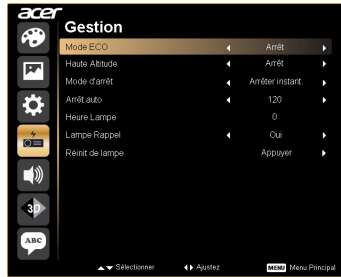 acer
Gestion
Mode ECO Arrêt
Haute Altitude Arrêt
Mode d'arrêt Arrêter instant.
Arrêt auto 120
Heure Lampe 0
Lampe Rappel Oui
Réinit de lampe Appuyer
3D
ABC
Sélectionner Ajustez MENU Menu Principal